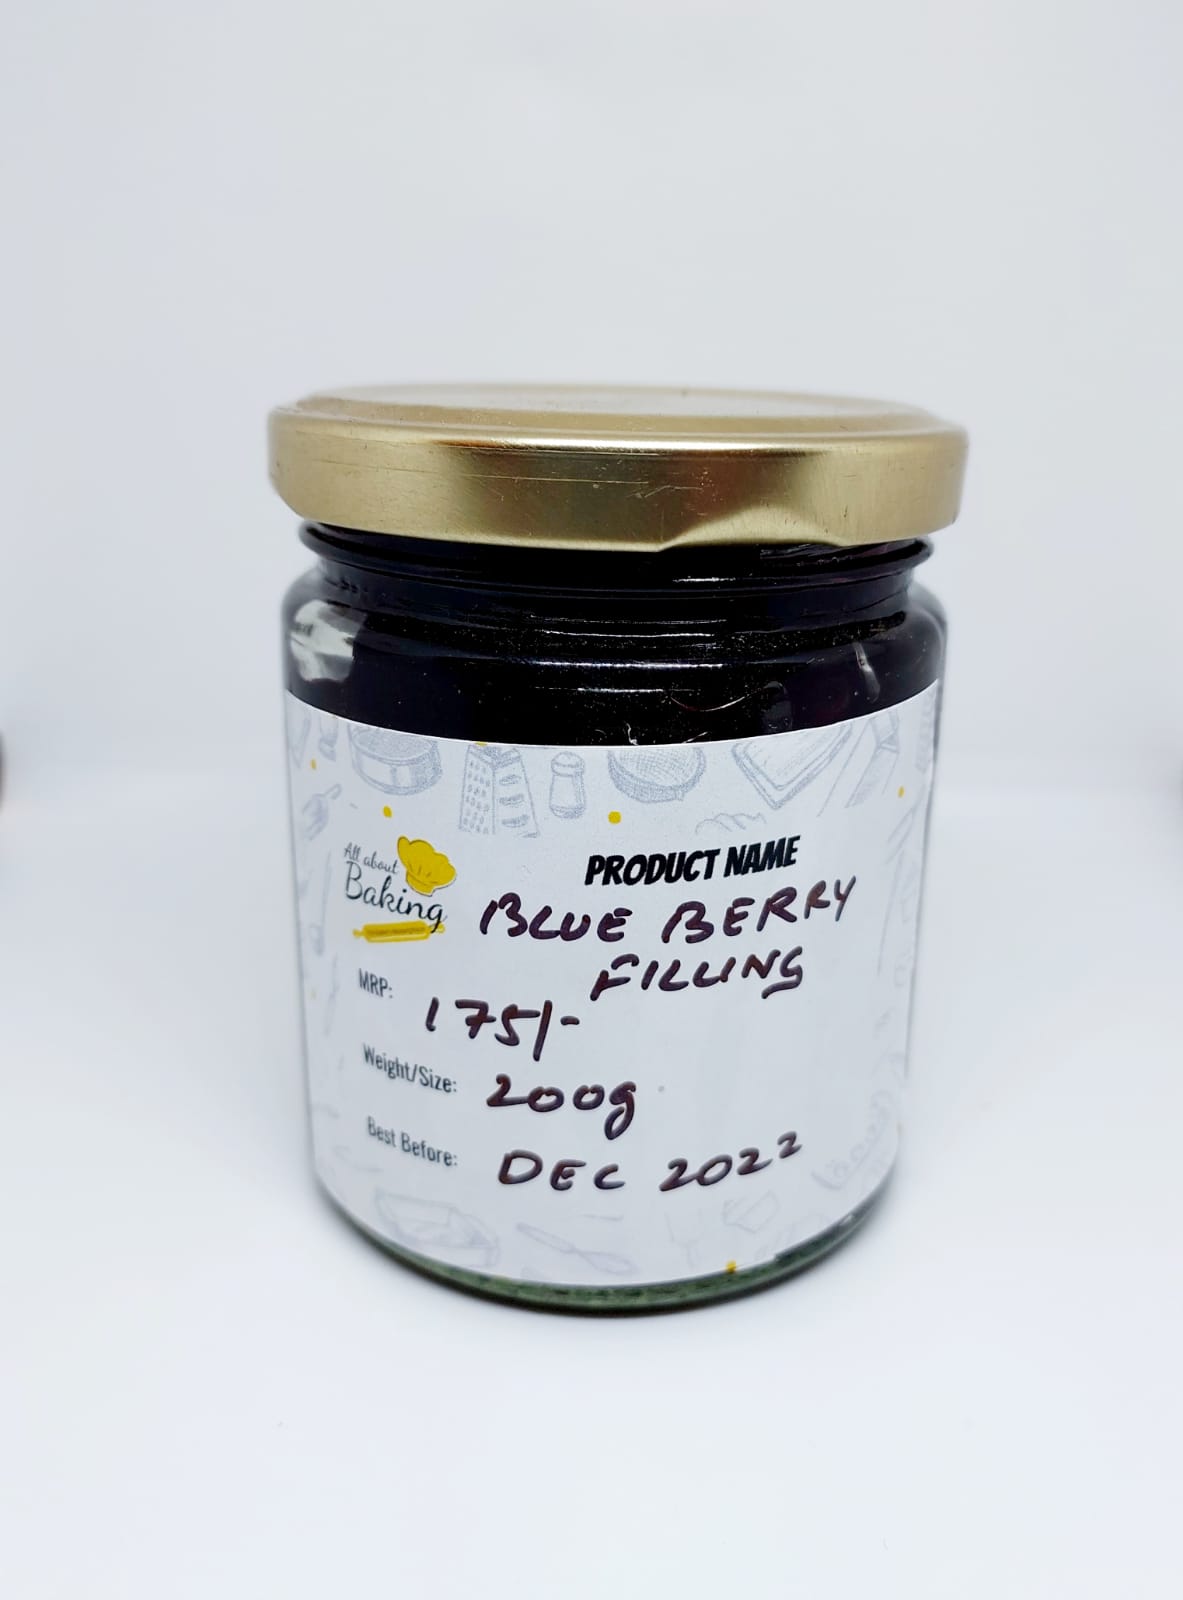 All about
Baking
PRODUCT NAME
BLUE BERRY
FILLING
MRP:
175/-
Weight/Size: 200g
Best Before: DEC 2022